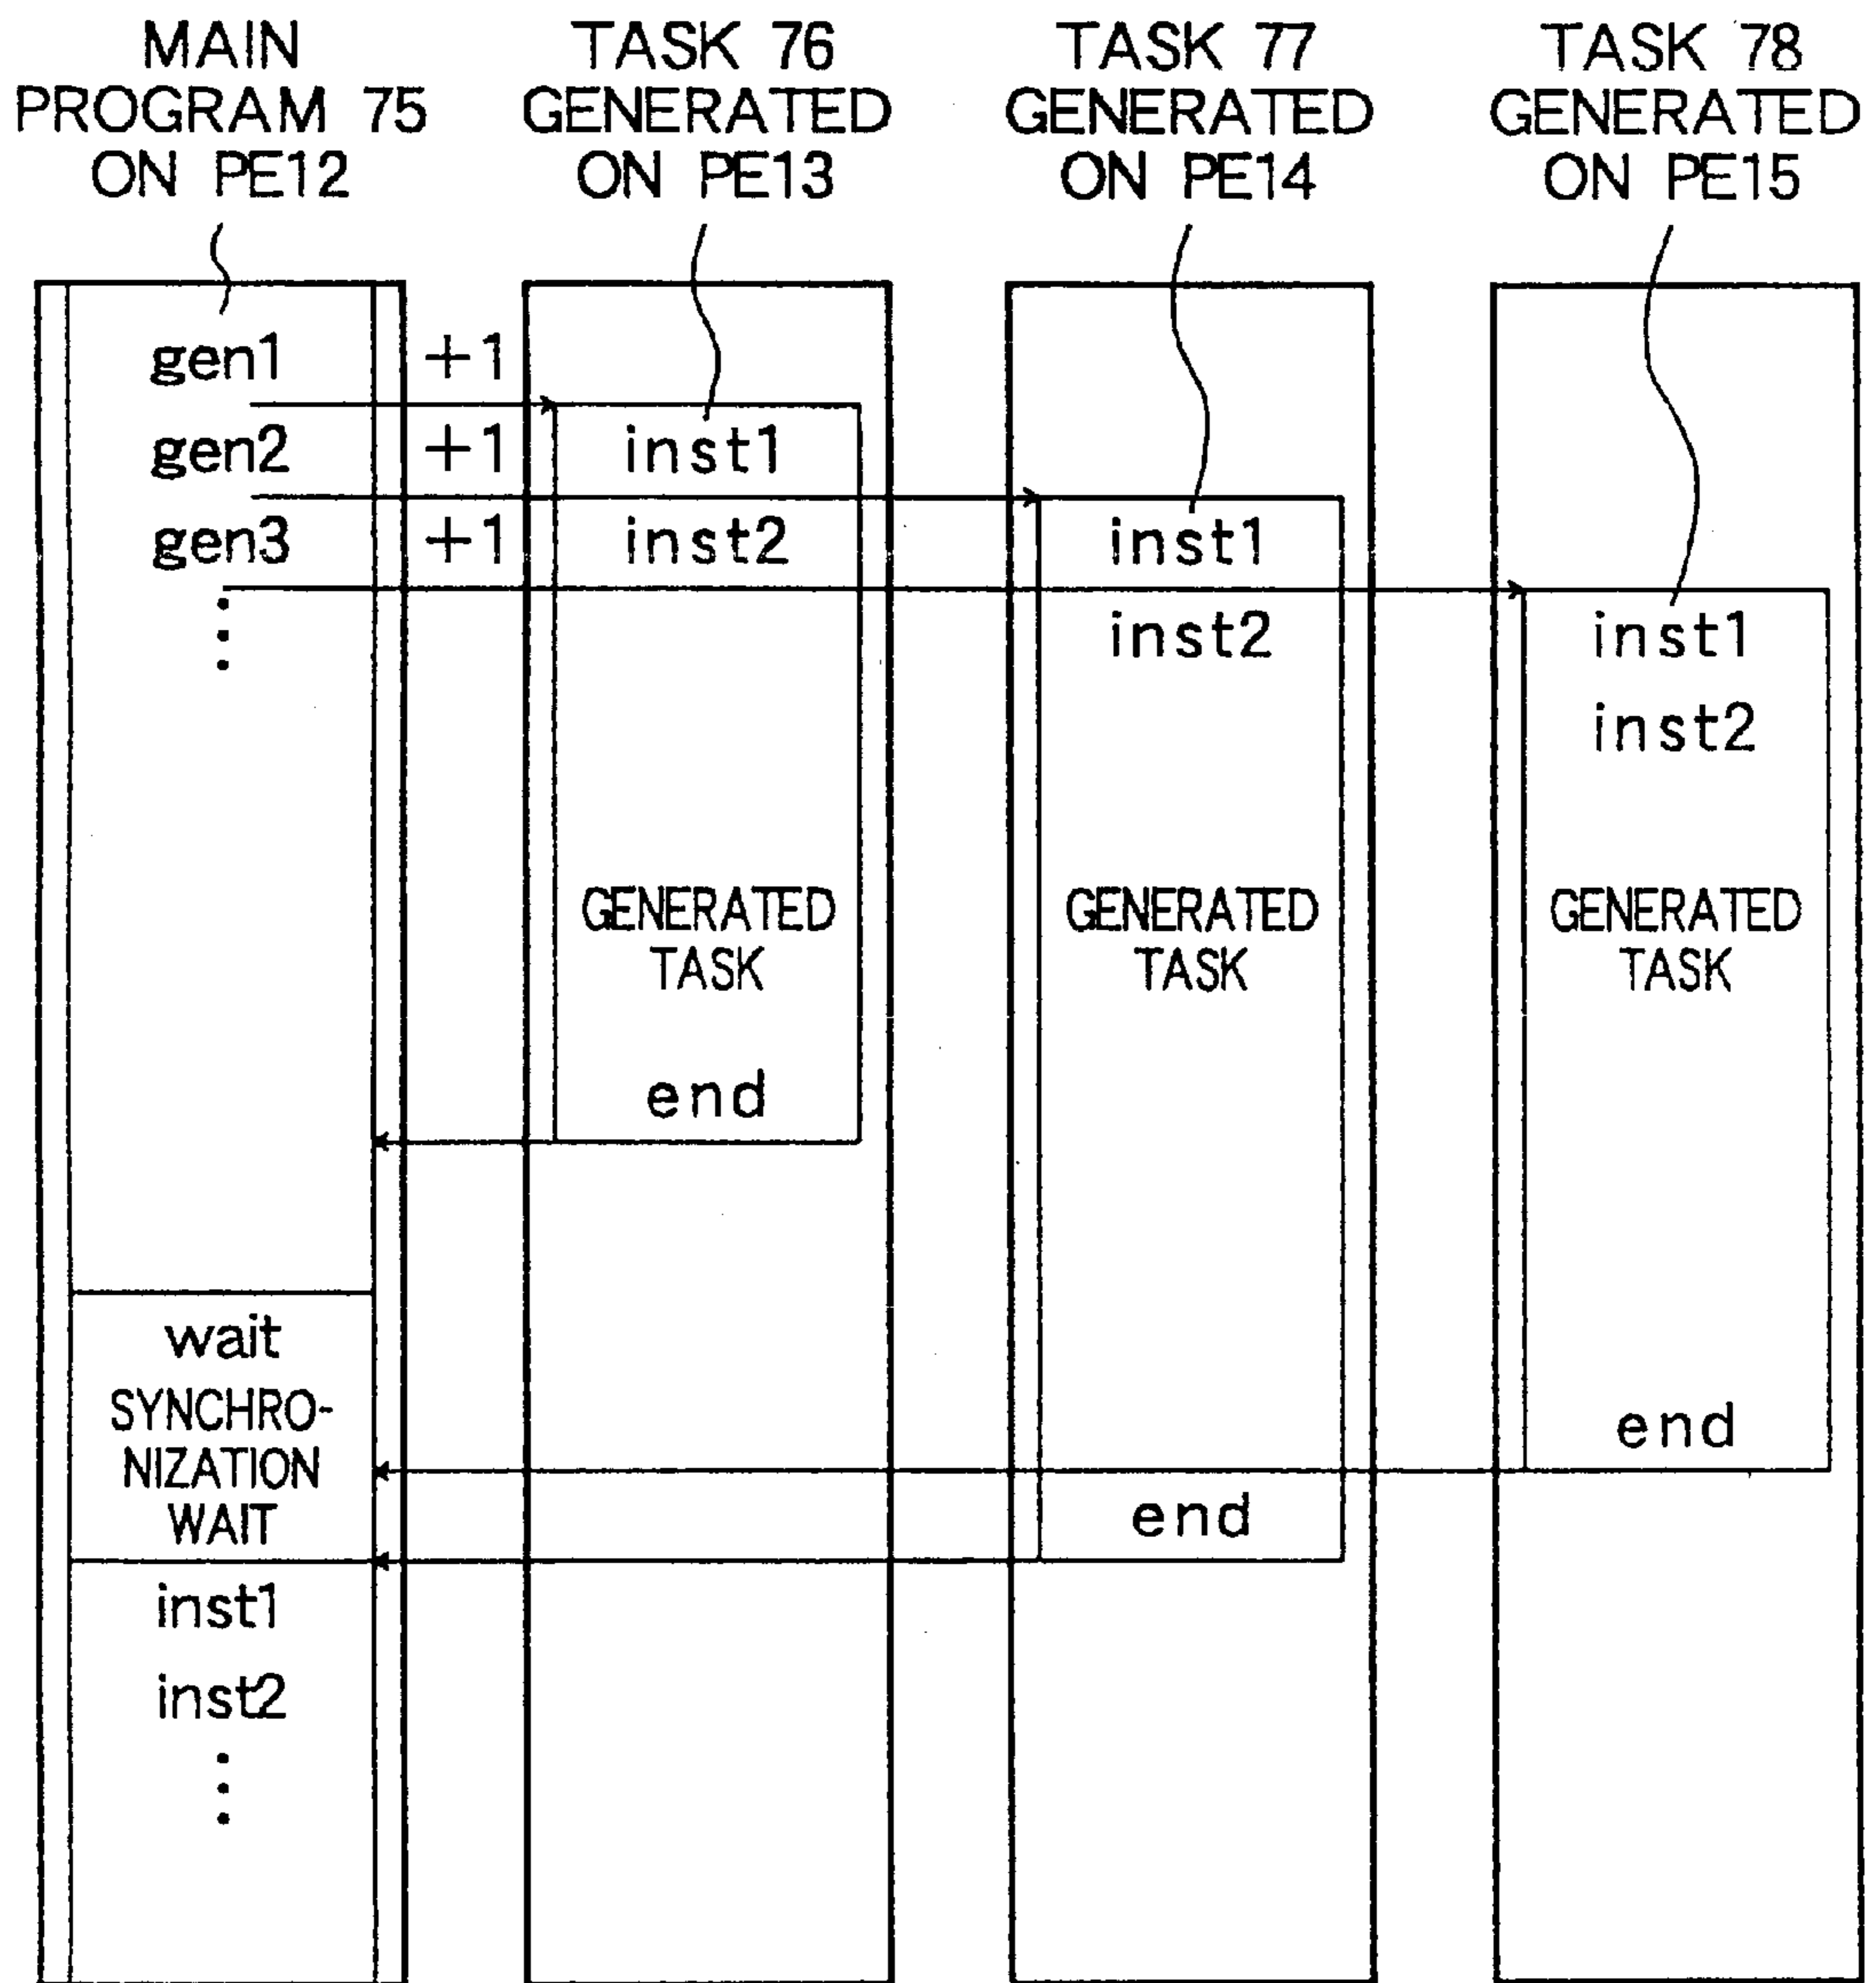 MAIN
PROGRAM 75
ON PE12
TASK 76
GENERATED
ON PE13
TASK 77
GENERATED
ON PE14
TASK 78
GENERATED
ON PE15
gen1
gen2
gen3
+1
+1
+1
wait
SYNCHRO-
NIZATION
WAIT
inst1
inst2
inst1
inst2
GENERATED
TASK
end
inst1
inst2
GENERATED
TASK
end
inst1
inst2
GENERATED
TASK
end